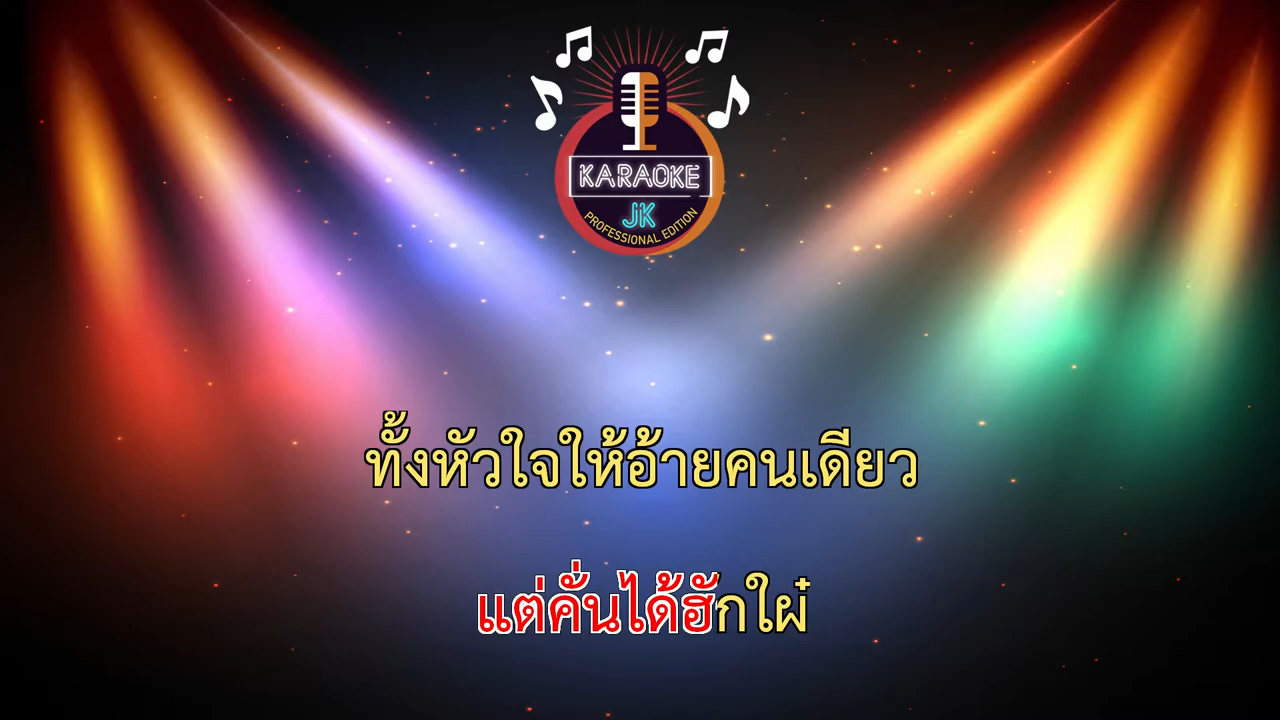 KARAOKE
JK
PROFESSIONAL EDITION
ทั้งหัวใจให้อ้ายคนเดียว
แต่คั่นได้ฮักใผ๋